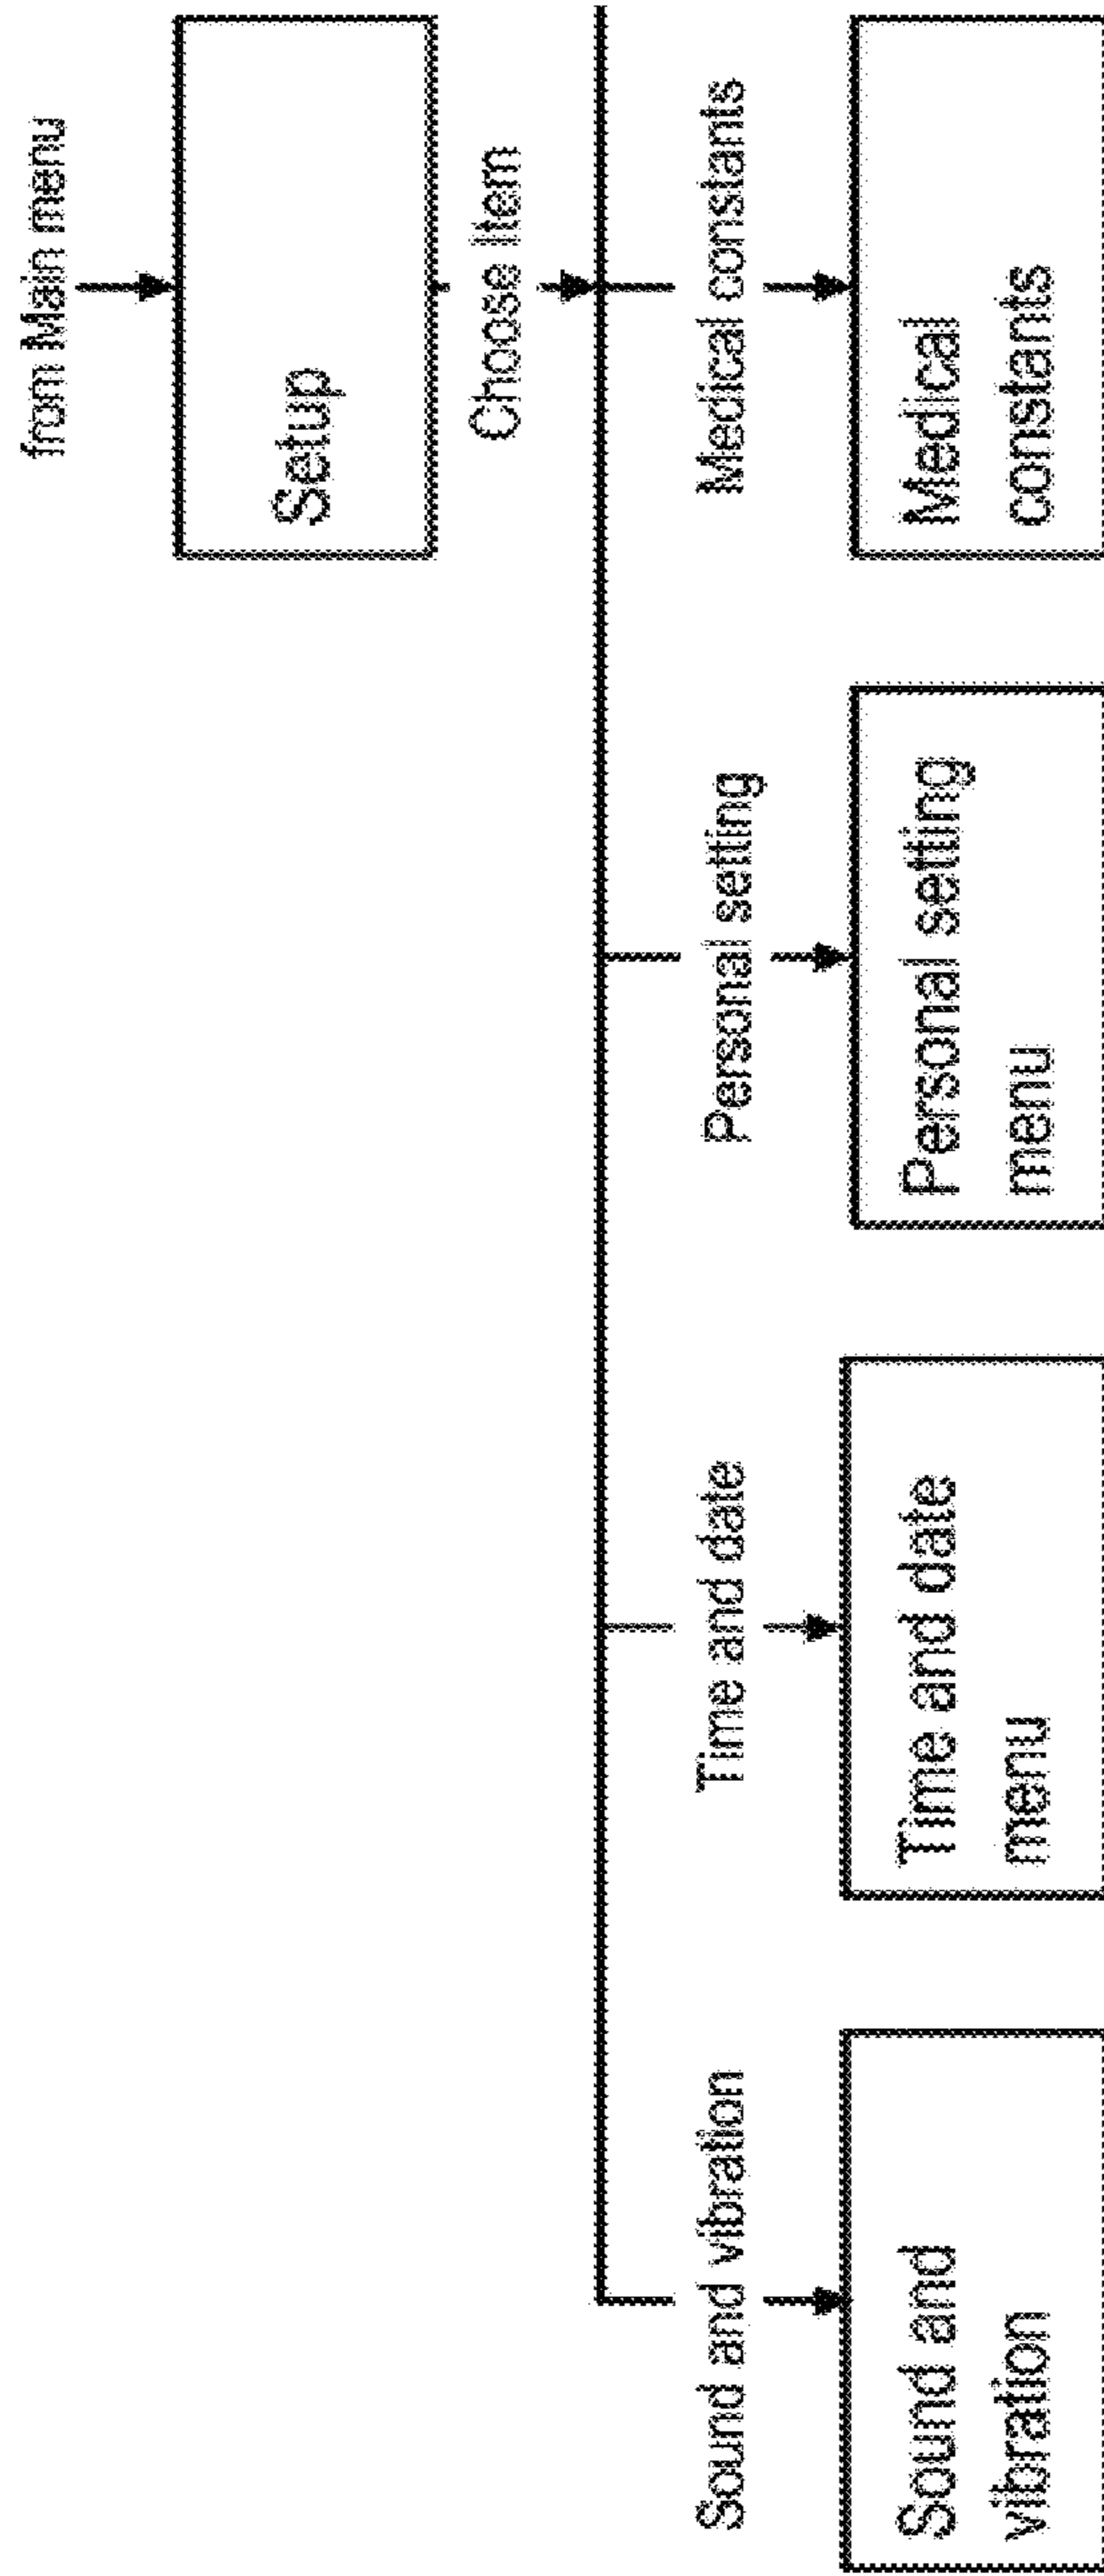 from Main menu
Setup
Choose item
Sound and vibration
Time and date
Personal setting
Medical constants
Sound and
vibration
Time and date
menu
Personal setting
menu
Medical
constants